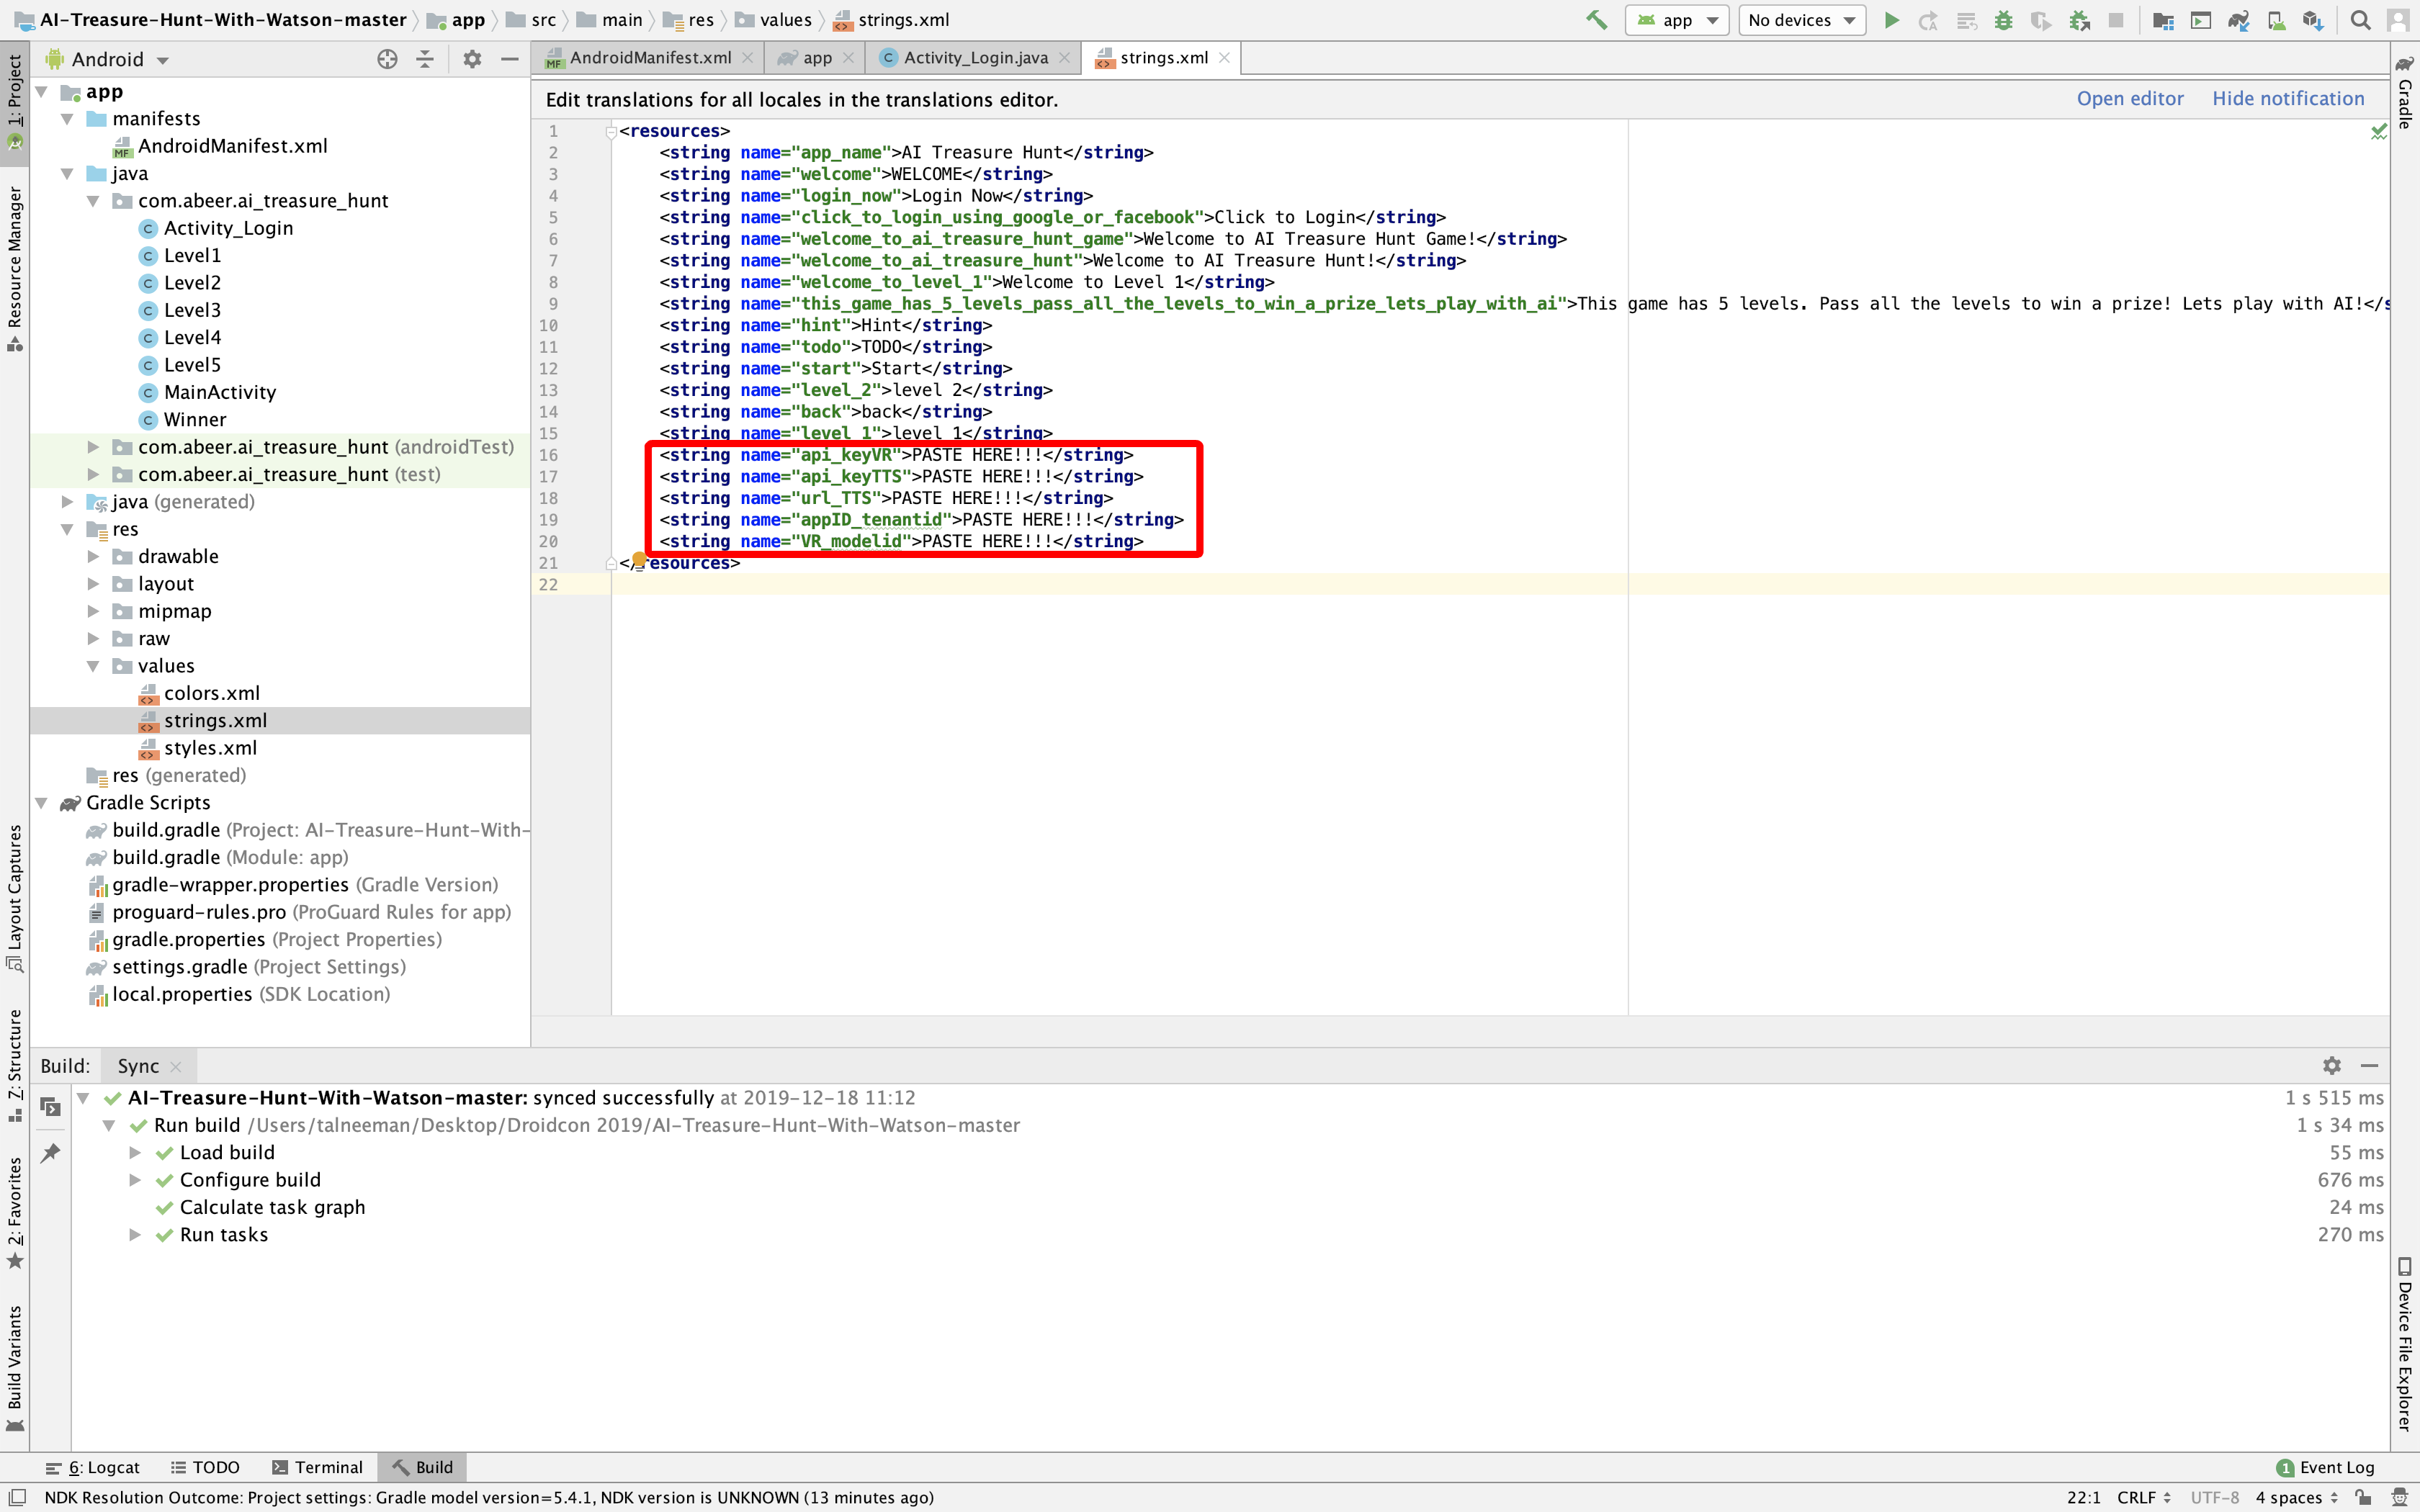 AI-Treasure-Hunt-With-Watson-master app src main res values strings.xml
app No devices
Android
AndroidManifest.xml app Activity_Login.java strings.xml
Edit translations for all locales in the translations editor. Open editor Hide notification
1: Project
Resource Manager
Layout Captures
Z: Structure
2: Favorites
Build Variants
app
manifests
AndroidManifest.xml
java
com.abeer.ai_treasure_hunt
Activity_Login
Level1
Level2
Level3
Level4
Level5
MainActivity
Winner
com.abeer.ai_treasure_hunt (androidTest)
com.abeer.ai_treasure_hunt (test)
java (generated)
res
drawable
layout
mipmap
raw
values
colors.xml
strings.xml
styles.xml
res (generated)
Gradle Scripts
build.gradle (Project: AI-Treasure-Hunt-With-
build.gradle (Module: app)
gradle-wrapper.properties (Gradle Version)
proguard-rules.pro (ProGuard Rules for app)
gradle.properties (Project Properties)
settings.gradle (Project Settings)
local.properties (SDK Location)
1 <resources>
2 <string name="app_name">AI Treasure Hunt</string>
3 <string name="welcome">WELCOME</string>
4 <string name="login_now">Login Now</string>
5 <string name="click_to_login_using_google_or_facebook">Click to Login</string>
6 <string name="welcome_to_ai_treasure_hunt_game">Welcome to AI Treasure Hunt Game!</string>
7 <string name="welcome_to_ai_treasure_hunt">Welcome to AI Treasure Hunt!</string>
8 <string name="welcome_to_level_1">Welcome to Level 1</string>
9 <string name="this_game_has_5_levels_pass_all_the_levels_to_win_a_prize_lets_play_with_ai">This game has 5 levels. Pass all the levels to win a prize! Lets play with AI!</s
10 <string name="hint">Hint</string>
11 <string name="todo">TODO</string>
12 <string name="start">Start</string>
13 <string name="level_2">level 2</string>
14 <string name="back">back</string>
15 <string name="level_1">level 1</string>
16 <string name="api_keyVR">PASTE HERE!!!</string>
17 <string name="api_keyTTS">PASTE HERE!!!</string>
18 <string name="url_TTS">PASTE HERE!!!</string>
19 <string name="appID_tenantid">PASTE HERE!!!</string>
20 <string name="VR_modelid">PASTE HERE!!!</string>
21 </resources>
22
Gradle
Device File Explorer
Build: Sync
AI-Treasure-Hunt-With-Watson-master: synced successfully at 2019-12-18 11:12 1 s 515 ms
Run build /Users/talneeman/Desktop/Droidcon 2019/AI-Treasure-Hunt-With-Watson-master 1 s 34 ms
Load build 55 ms
Configure build 676 ms
Calculate task graph 24 ms
Run tasks 270 ms
6: Logcat TODO Terminal Build 1 Event Log
NDK Resolution Outcome: Project settings: Gradle model version=5.4.1, NDK version is UNKNOWN (13 minutes ago) 22:1 CRLF UTF-8 4 spaces